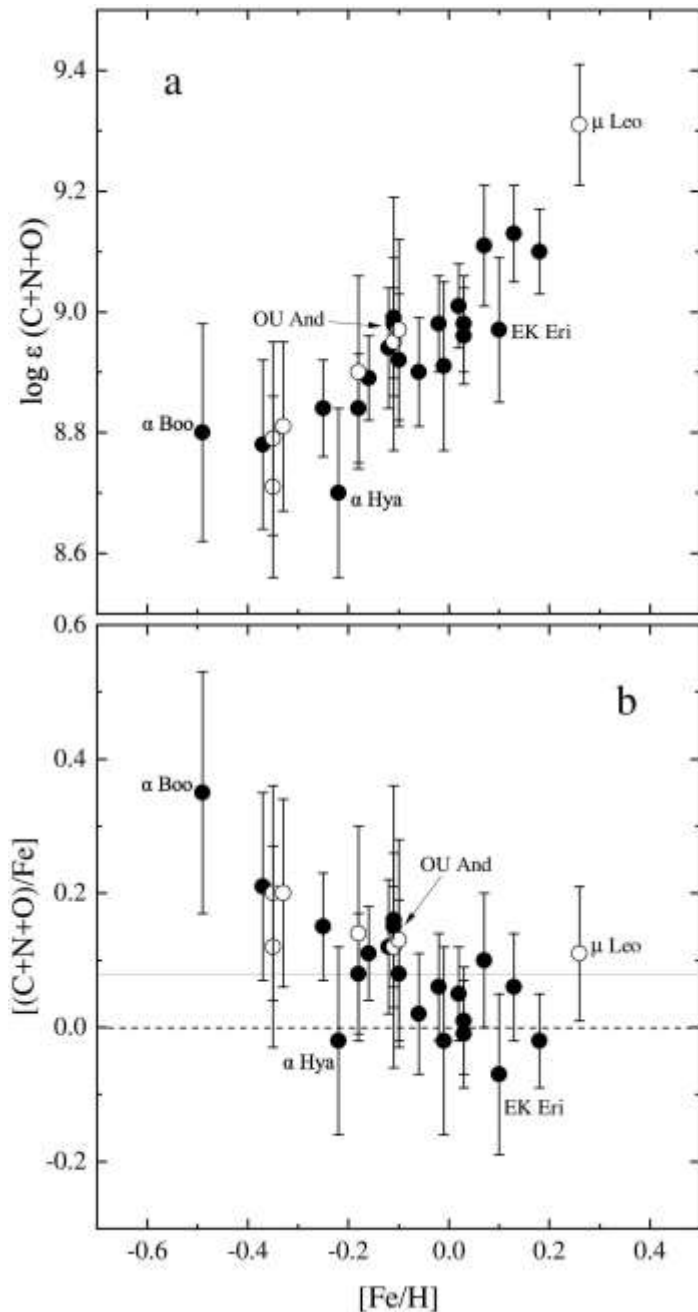 a
9.4
μ Leo
9.2
OU And
9.0
EK Eri
α Boo
8.8
α Hya
8.6
log ε (C+N+O)
0.6
b
0.4
α Boo
OU And
0.2
μ Leo
0.0
α Hya
EK Eri
-0.2
[(C+N+O)/Fe]
-0.6 -0.4 -0.2 0.0 0.2 0.4
[Fe/H]